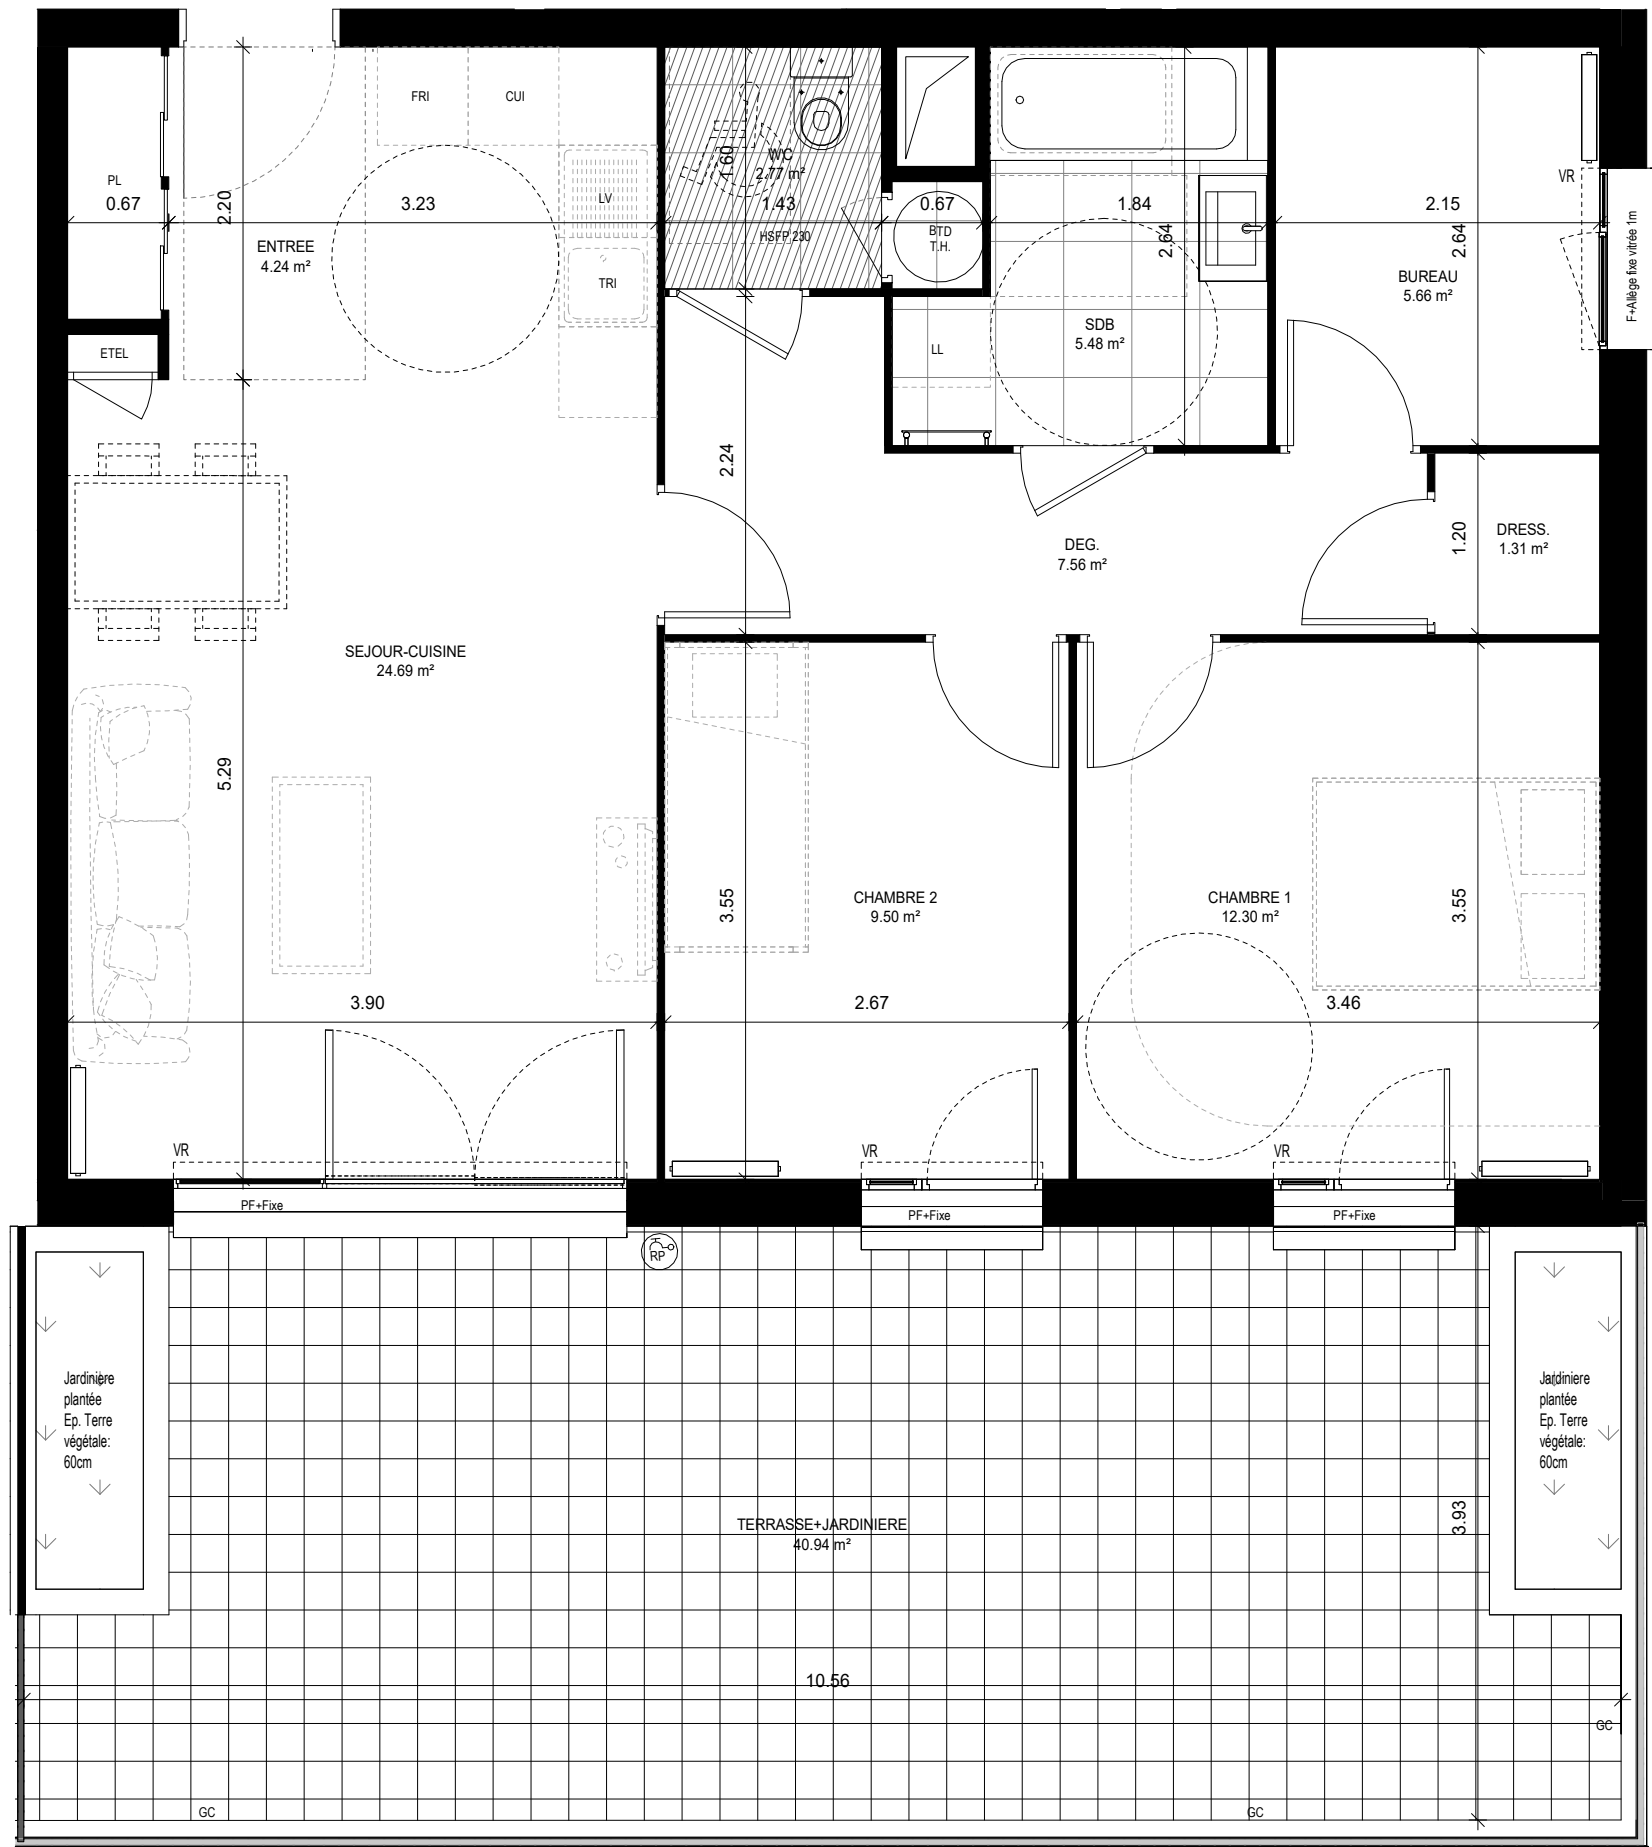 FRI
CUI
PL
0.67
2.20
3.23
LV
ENTREE
4.24 m²
TRI
ETEL
WC
2.77 m²
1.60
1.43
HSFP 230
0.67
BTD
T.H.
1.84
2.64
SDB
5.48 m²
LL
VR
2.15
2.64
BUREAU
5.66 m²
F+Allège fixe vitrée 1m
2.24
DEG.
7.56 m²
1.20
DRESS.
1.31 m²
SEJOUR-CUISINE
24.69 m²
5.29
3.90
CHAMBRE 2
9.50 m²
3.55
2.67
CHAMBRE 1
12.30 m²
3.55
3.46
VR
VR
VR
PF+Fixe
PF+Fixe
PF+Fixe
RP
Jardinière
plantée
Ep. Terre
végétale:
60cm
Jardiniere
plantée
Ep. Terre
végétale:
60cm
TERRASSE+JARDINIERE
40.94 m²
3.93
10.56
GC
GC
GC